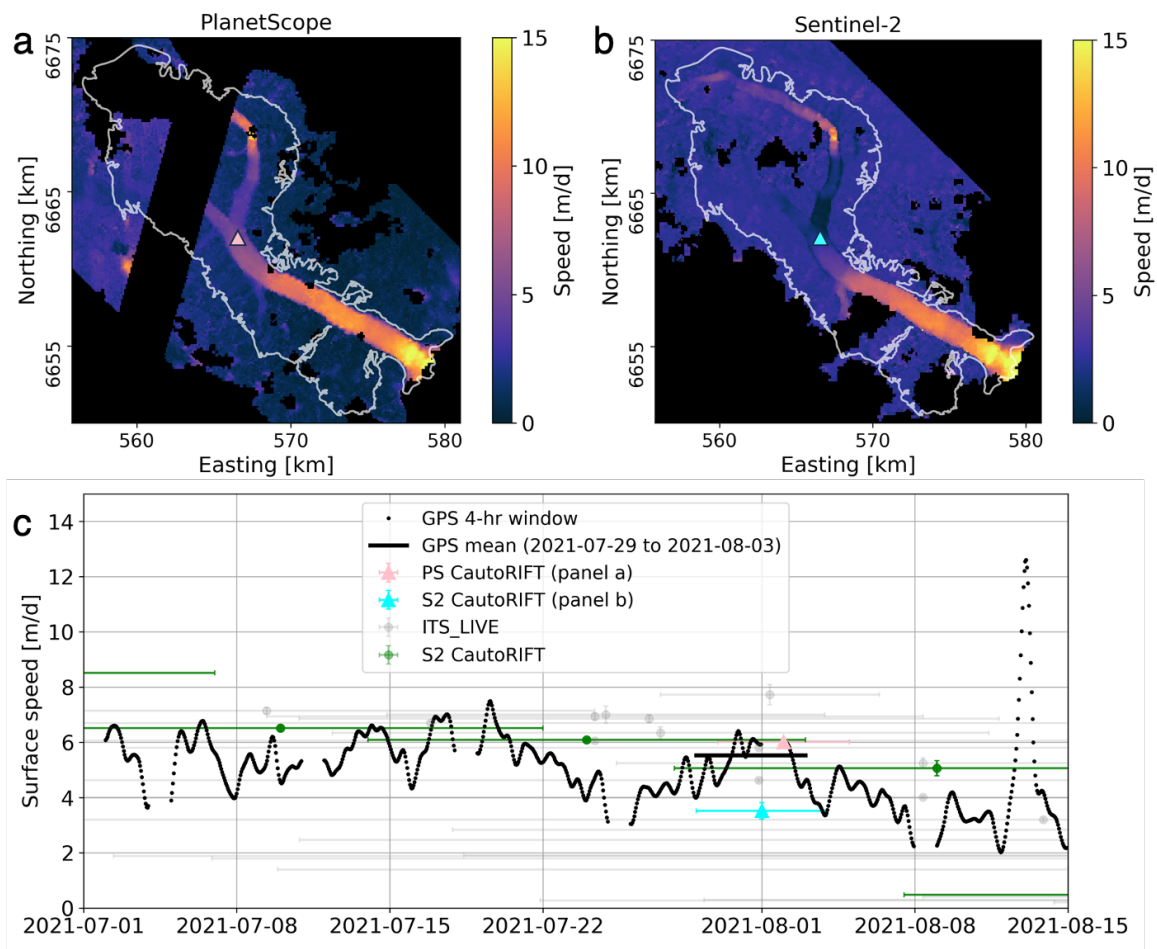 a
PlanetScope
6675
6665
6655
Northing [km]
560
570
580
Easting [km]
15
10
5
0
Speed [m/d]
b
Sentinel-2
6675
6665
6655
Northing [km]
560
570
580
Easting [km]
15
10
5
0
Speed [m/d]
c
GPS 4-hr window
GPS mean (2021-07-29 to 2021-08-03)
PS CautoRIFT (panel a)
S2 CautoRIFT (panel b)
ITS_LIVE
S2 CautoRIFT
Surface speed [m/d]
14
12
10
8
6
4
2
0
2021-07-01
2021-07-08
2021-07-15
2021-07-22
2021-08-01
2021-08-08
2021-08-15